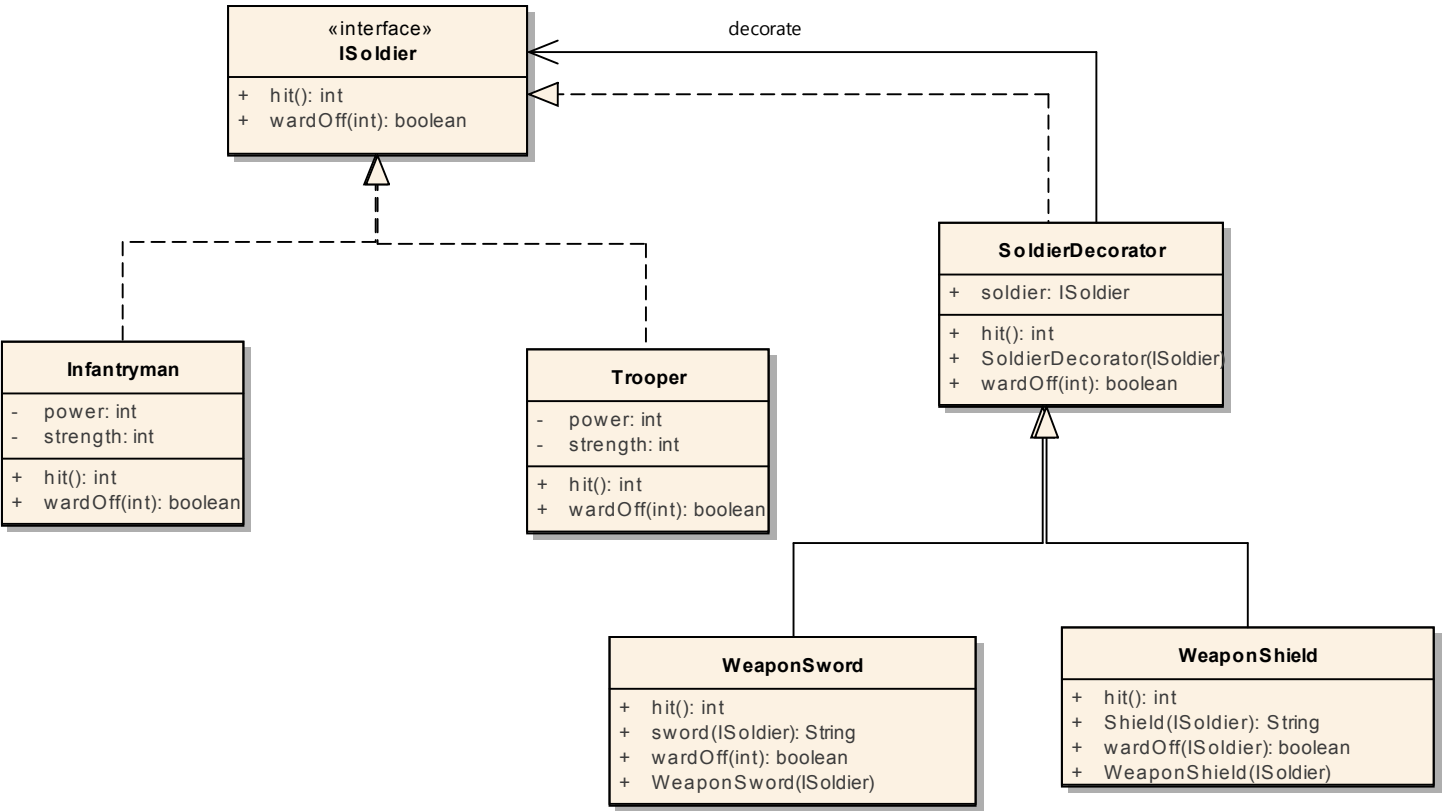 «interface»
ISoldier
+ hit(): int
+ wardOff(int): boolean
decorate
SoldierDecorator
+ soldier: ISoldier
+ hit(): int
+ SoldierDecorator(ISoldier)
+ wardOff(int): boolean
Infantryman
- power: int
- strength: int
+ hit(): int
+ wardOff(int): boolean
Trooper
- power: int
- strength: int
+ hit(): int
+ wardOff(int): boolean
WeaponSword
+ hit(): int
+ sword(ISoldier): String
+ wardOff(int): boolean
+ WeaponSword(ISoldier)
WeaponShield
+ hit(): int
+ Shield(ISoldier): String
+ wardOff(ISoldier): boolean
+ WeaponShield(ISoldier)